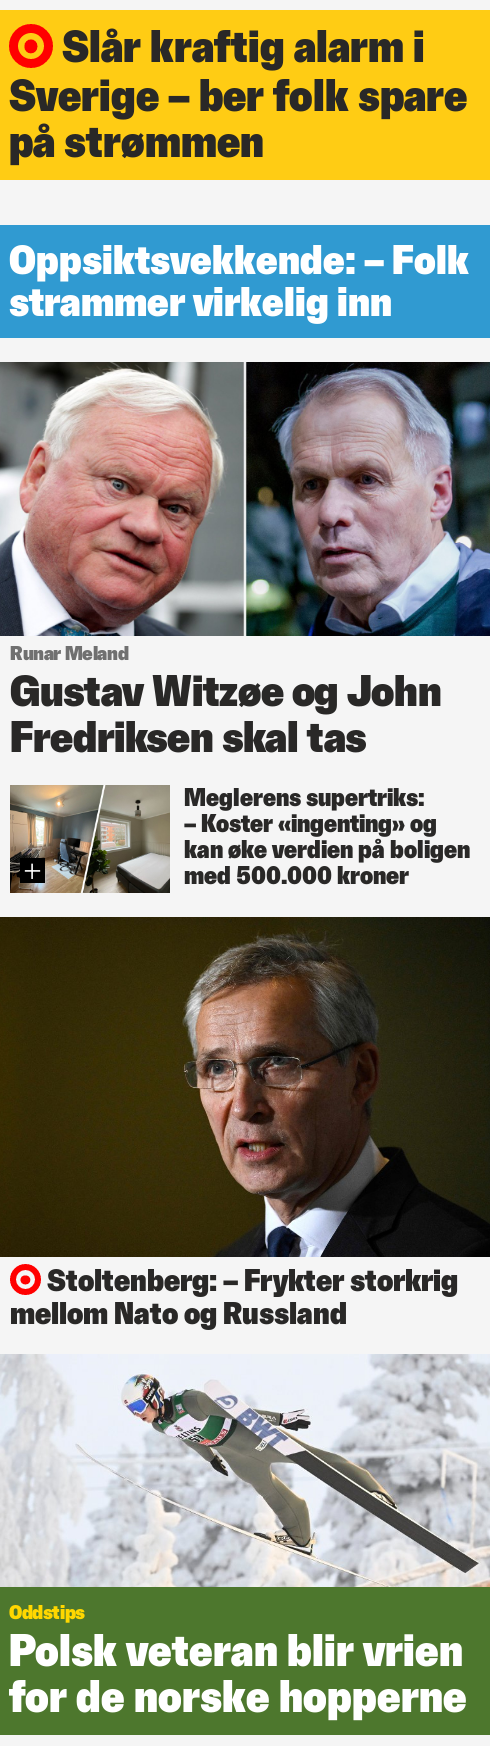 Slår kraftig alarm i
Sverige – ber folk spare
på strømmen
Oppsiktsvekkende: – Folk
strammer virkelig inn
Runar Meland
Gustav Witzøe og John
Fredriksen skal tas
Meglerens supertriks:
– Koster «ingenting» og
kan øke verdien på boligen
med 500.000 kroner
Stoltenberg: – Frykter storkrig
mellom Nato og Russland
BWT
Oddstips
Polsk veteran blir vrien
for de norske hopperne